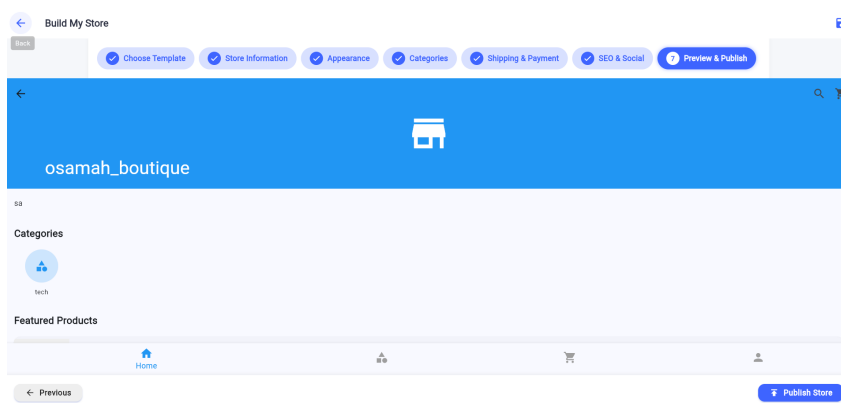 Build My Store
Back
Choose Template
Store Information
Appearance
Categories
Shipping & Payment
SEO & Social
7 Preview & Publish
osamah_boutique
sa
Categories
tech
Featured Products
Home
Previous
Publish Store